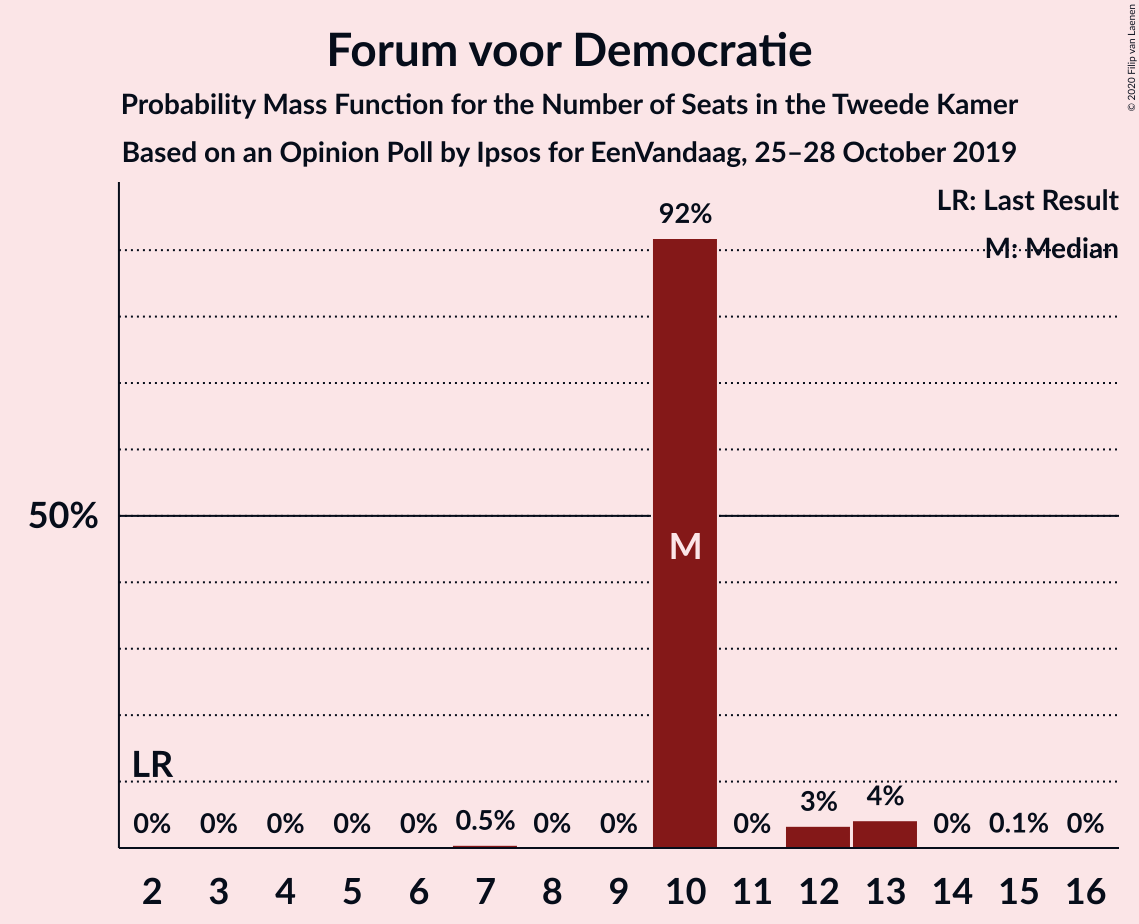 Forum voor Democratie
Probability Mass Function for the Number of Seats in the Tweede Kamer
Based on an Opinion Poll by Ipsos for EenVandaag, 25–28 October 2019
© 2020 Filip van Laenen
LR: Last Result
M: Median
92%
50%
M
LR
0% 0% 0% 0% 0% 0.5% 0% 0% 0% 3% 4% 0% 0.1% 0%
2 3 4 5 6 7 8 9 10 11 12 13 14 15 16